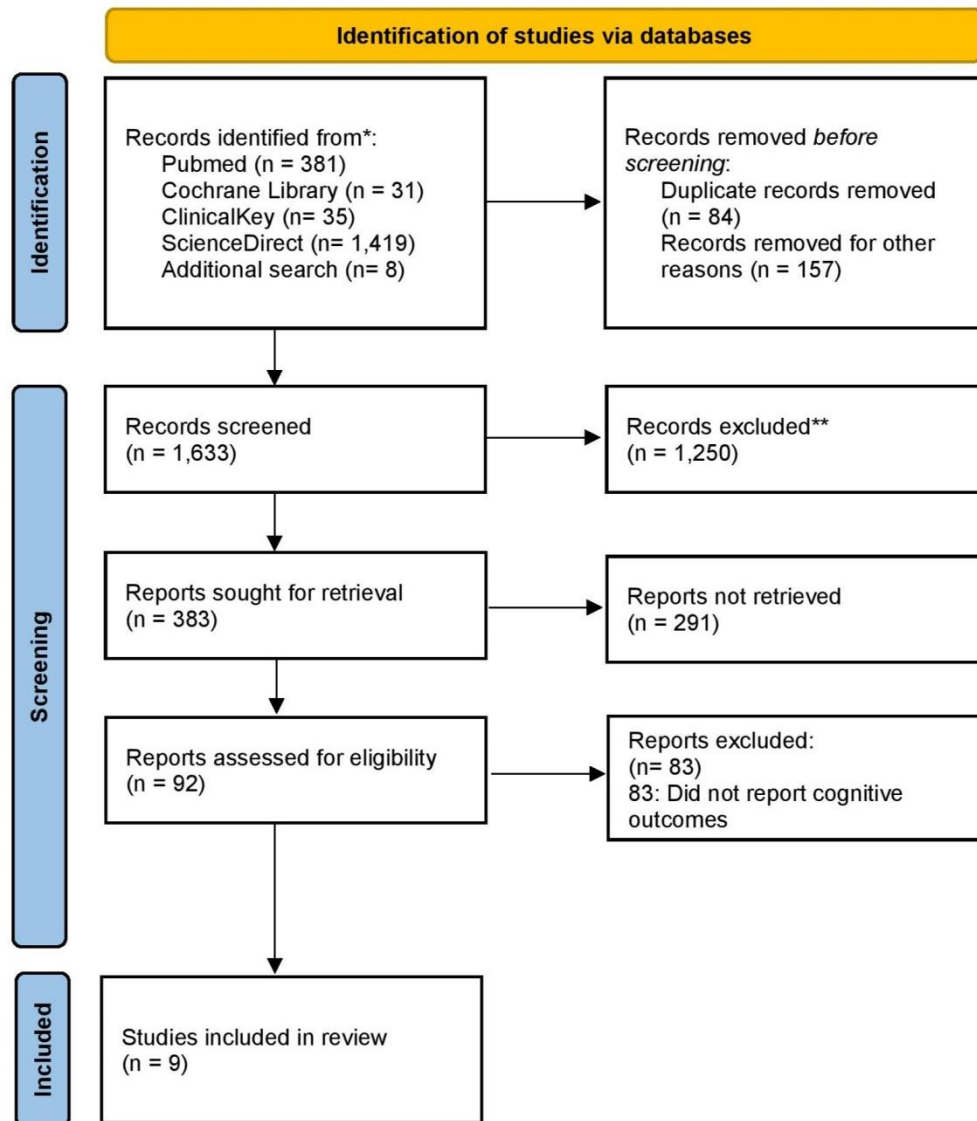 Identification of studies via databases
Identification
Records identified from*:
Pubmed (n = 381)
Cochrane Library (n = 31)
ClinicalKey (n= 35)
ScienceDirect (n= 1,419)
Additional search (n= 8)
Records removed before
screening:
Duplicate records removed
(n = 84)
Records removed for other
reasons (n = 157)
Screening
Records screened
(n = 1,633)
Records excluded**
(n = 1,250)
Reports sought for retrieval
(n = 383)
Reports not retrieved
(n = 291)
Reports assessed for eligibility
(n = 92)
Reports excluded:
(n= 83)
83: Did not report cognitive
outcomes
Included
Studies included in review
(n = 9)